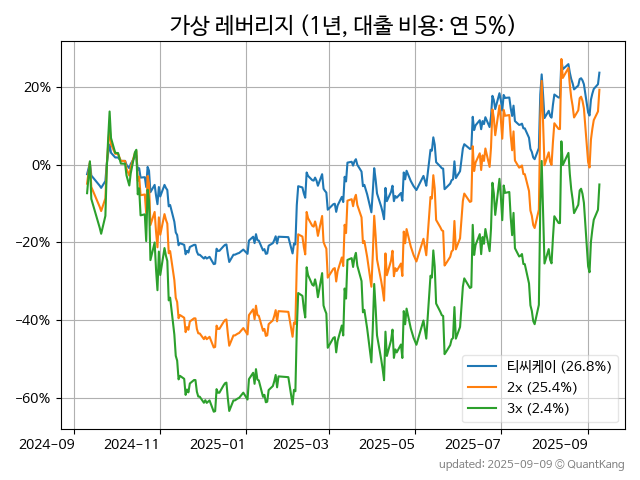 가상 레버리지 (1년, 대출 비용: 연 5%)
20%
0%
−20%
−40%
−60%
티씨케이 (26.8%)
2x (25.4%)
3x (2.4%)
2024-09 2024-11 2025-01 2025-03 2025-05 2025-07 2025-09
updated: 2025-09-09 © QuantKang